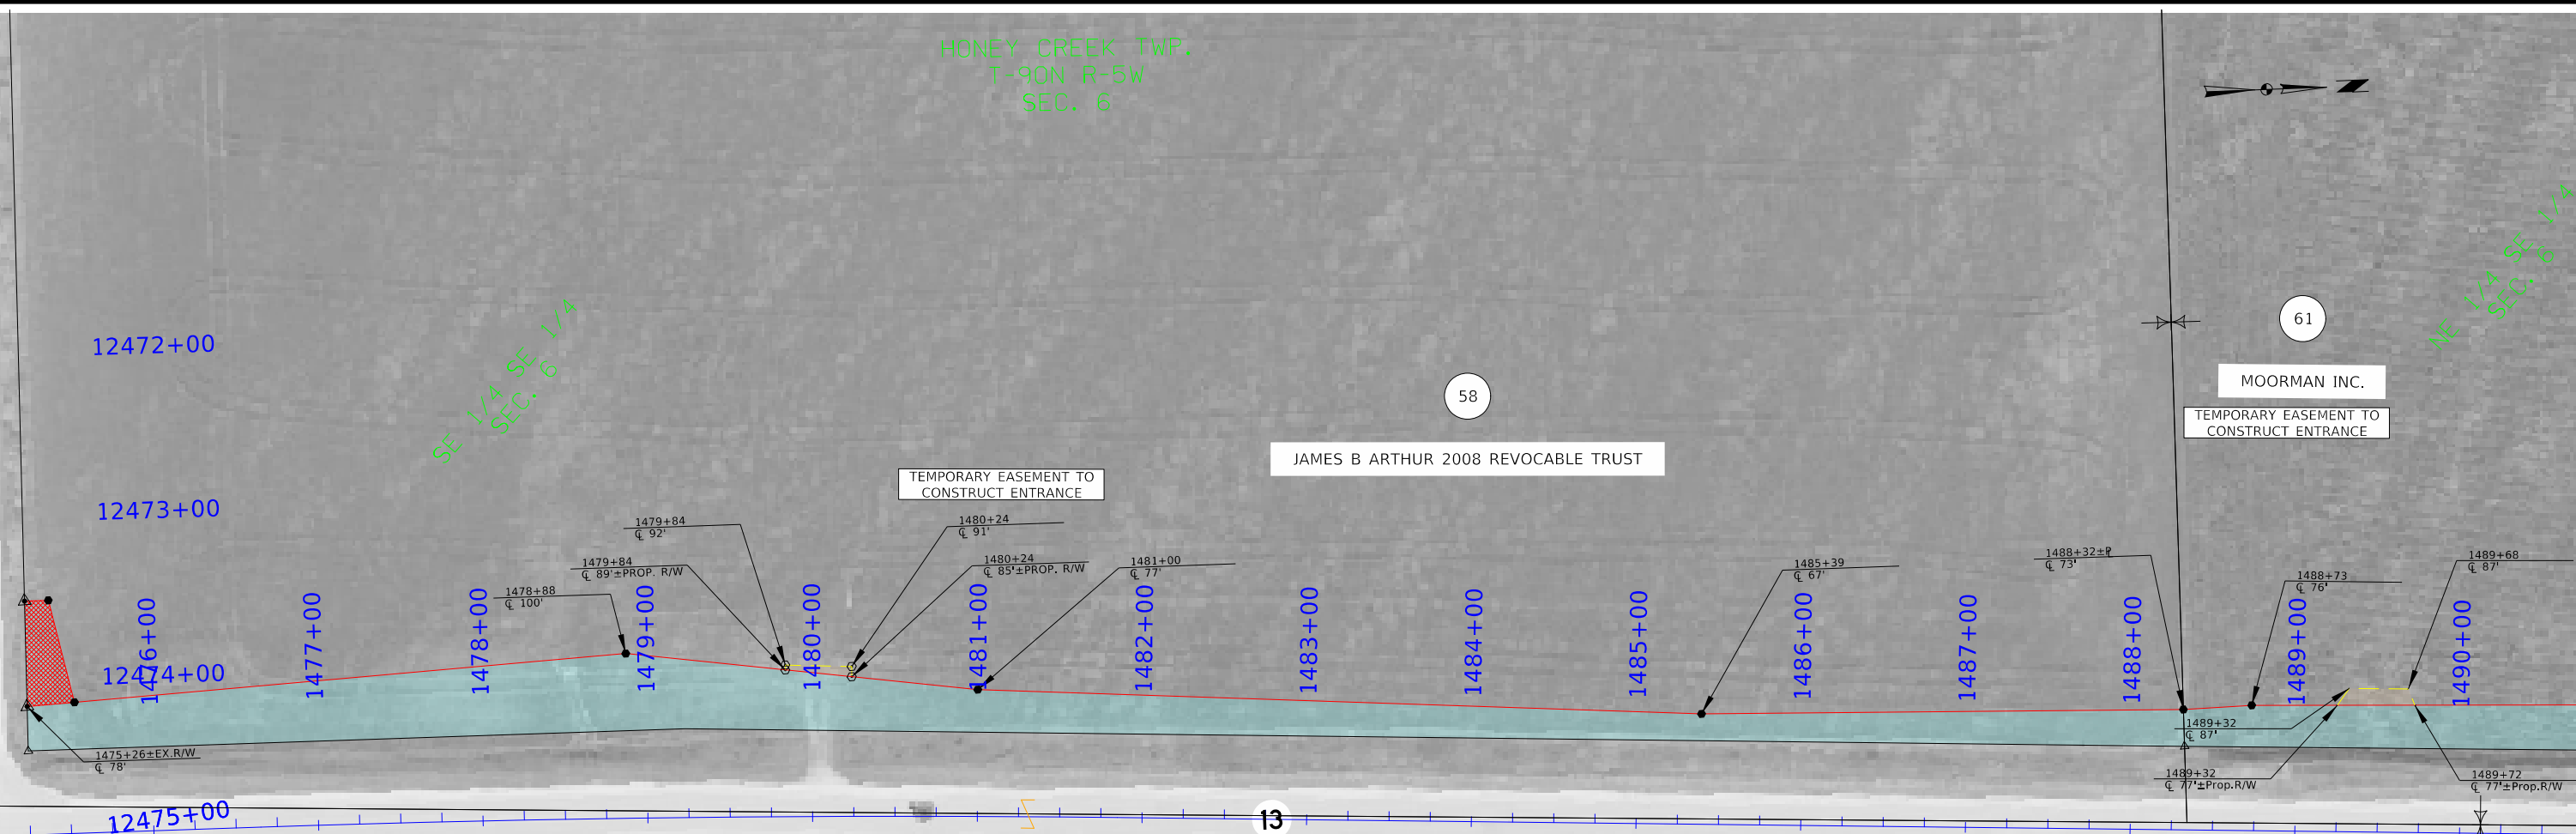 HONEY CREEK TWP.
T-90N R-5W
SEC. 6
SE 1/4 SE 1/4
SEC. 6
NE 1/4 SE 1/4
SEC. 6
12472+00
12473+00
12474+00
12475+00
61
MOORMAN INC.
TEMPORARY EASEMENT TO
CONSTRUCT ENTRANCE
58
JAMES B ARTHUR 2008 REVOCABLE TRUST
TEMPORARY EASEMENT TO
CONSTRUCT ENTRANCE
1479+84
℄ 92'
1480+24
℄ 91'
1479+84
℄ 89'±PROP. R/W
1480+24
℄ 85'±PROP. R/W
1481+00
℄ 77'
1478+88
℄ 100'
1485+39
℄ 67'
1488+32±PL
℄ 73'
1488+73
℄ 76'
1489+68
℄ 87'
1476+00
1477+00
1478+00
1479+00
1480+00
1481+00
1482+00
1483+00
1484+00
1485+00
1486+00
1487+00
1488+00
1489+00
1490+00
1475+26±EX.R/W
℄ 78'
1489+32
℄ 87'
1489+32
℄ 77'±Prop.R/W
1489+72
℄ 77'±Prop.R/W
13